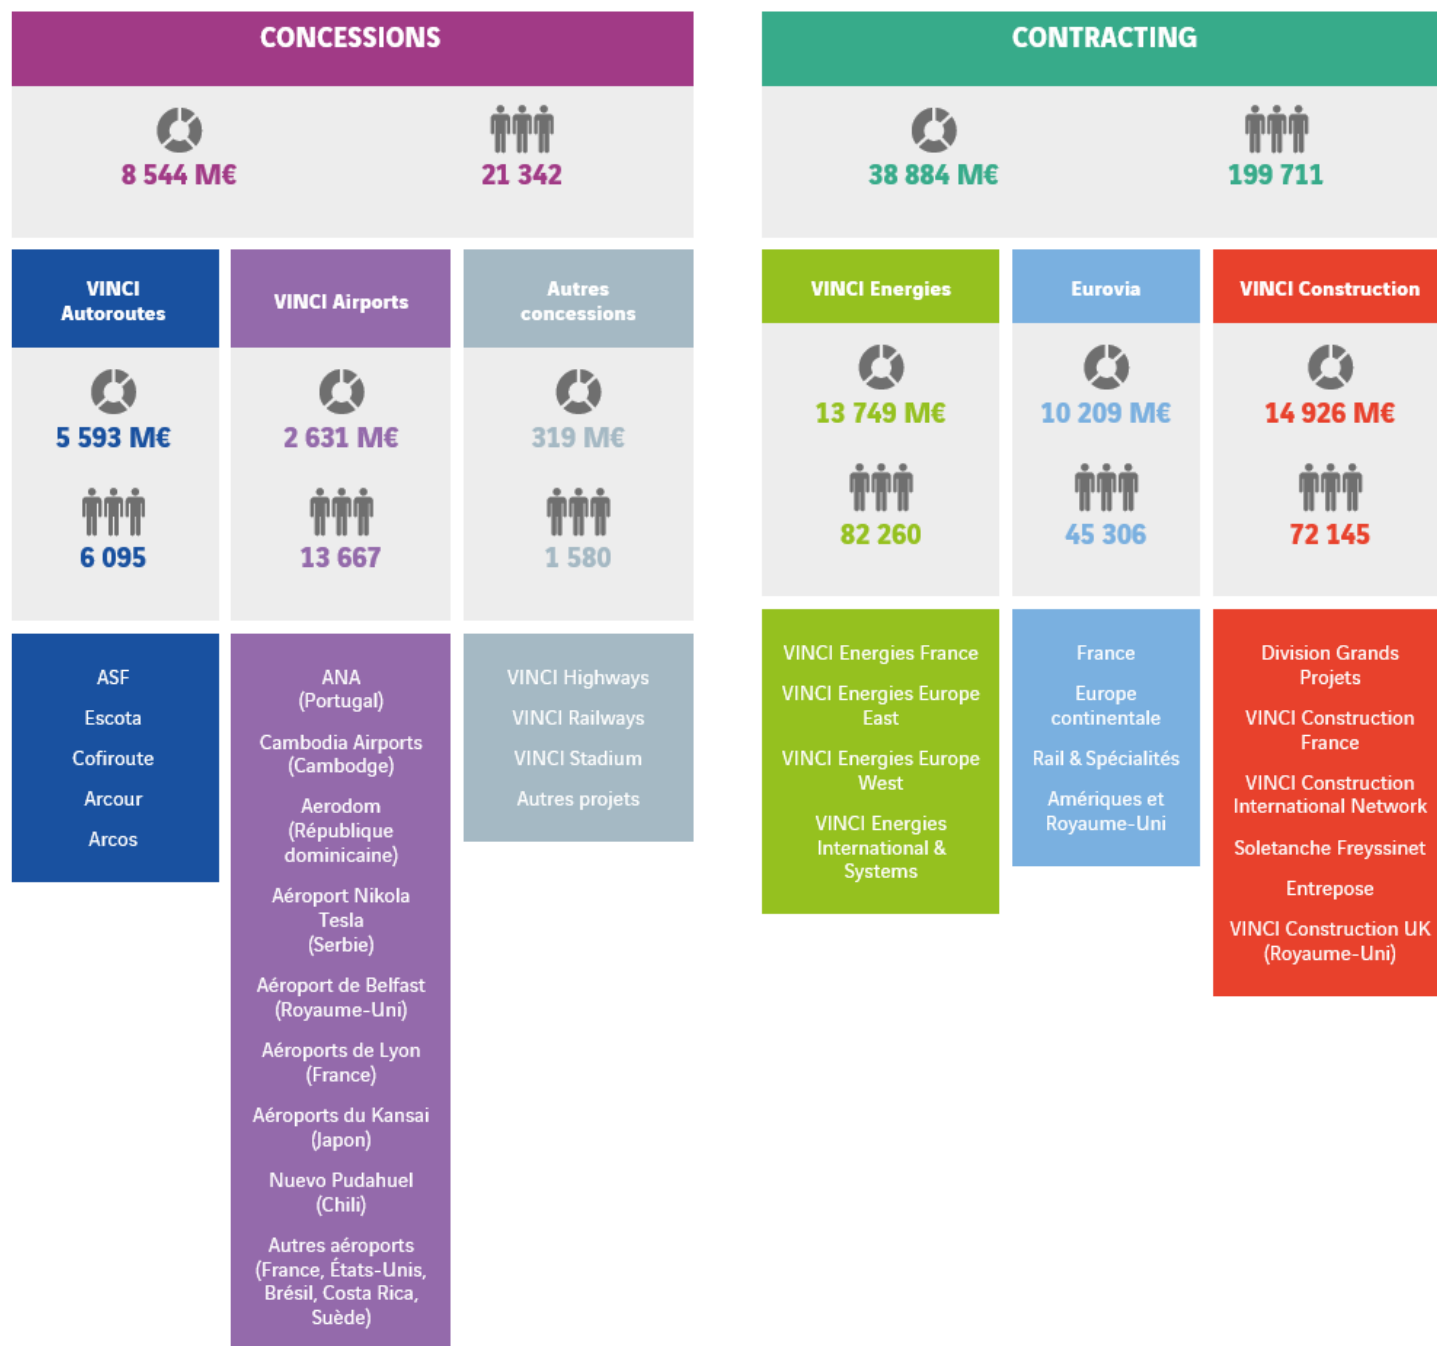 CONCESSIONS
8 544 M€
21 342
VINCI
Autoroutes
5 593 M€
6 095
ASF
Escota
Cofiroute
Arcour
Arcos
VINCI Airports
2 631 M€
13 667
ANA
(Portugal)
Cambodia Airports
(Cambodge)
Aerodom
(République
dominicaine)
Aéroport Nikola
Tesla
(Serbie)
Aéroport de Belfast
(Royaume-Uni)
Aéroports de Lyon
(France)
Aéroports du Kansai
(Japon)
Nuevo Pudahuel
(Chili)
Autres aéroports
(France, États-Unis,
Brésil, Costa Rica,
Suède)
Autres
concessions
319 M€
1 580
VINCI Highways
VINCI Railways
VINCI Stadium
Autres projets
CONTRACTING
38 884 M€
199 711
VINCI Energies
13 749 M€
82 260
VINCI Energies France
VINCI Energies Europe
East
VINCI Energies Europe
West
VINCI Energies
International &
Systems
Eurovia
10 209 M€
45 306
France
Europe
continentale
Rail & Spécialités
Amériques et
Royaume-Uni
VINCI Construction
14 926 M€
72 145
Division Grands
Projets
VINCI Construction
France
VINCI Construction
International Network
Soletanche Freyssinet
Entrepose
VINCI Construction UK
(Royaume-Uni)